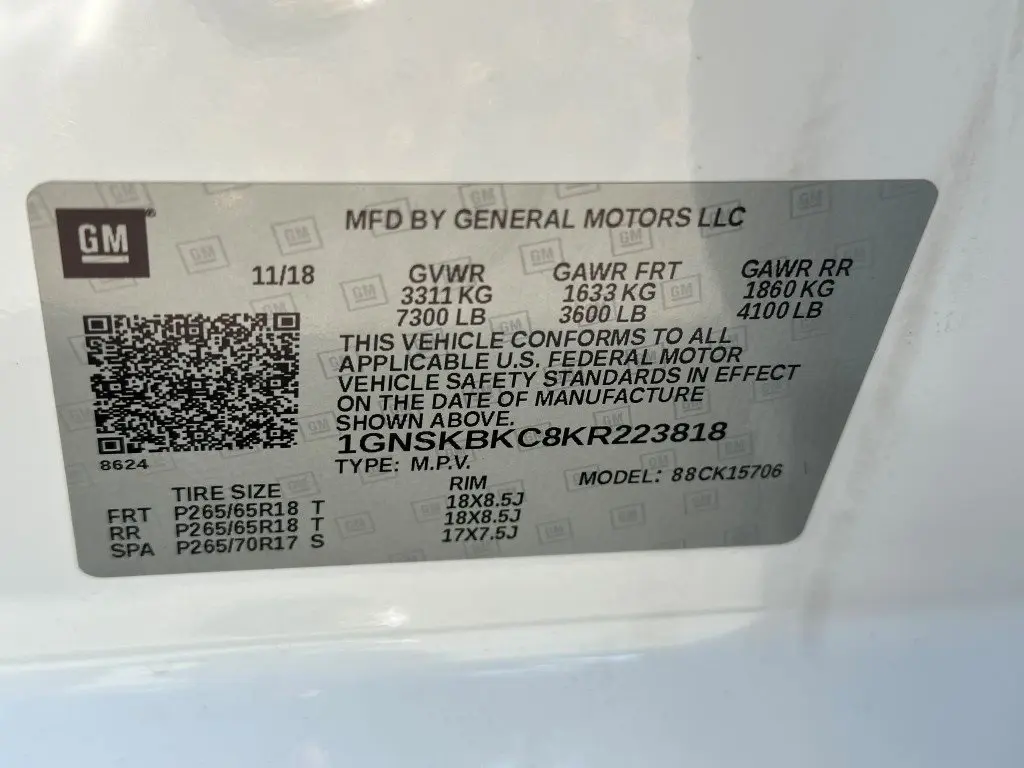 GM
MFD BY GENERAL MOTORS LLC
11/18 GVWR GAWR FRT GAWR RR
3311 KG 1633 KG 1860 KG
7300 LB 3600 LB 4100 LB
THIS VEHICLE CONFORMS TO ALL
APPLICABLE U.S. FEDERAL MOTOR
VEHICLE SAFETY STANDARDS IN EFFECT
ON THE DATE OF MANUFACTURE
SHOWN ABOVE.
1GNSKBKC8KR223818
8624
TYPE: M.P.V. MODEL: 88CK15706
TIRE SIZE RIM
FRT P265/65R18 T 18X8.5J
RR P265/65R18 T 18X8.5J
SPA P265/70R17 S 17X7.5J